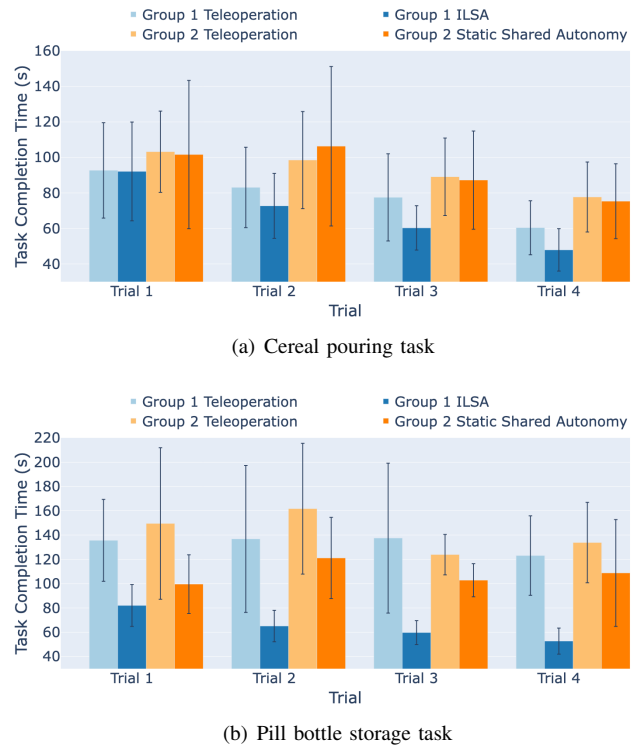 Group 1 Teleoperation Group 1 ILSA
Group 2 Teleoperation Group 2 Static Shared Autonomy
Task Completion Time (s)
160
140
120
100
80
60
40
Trial 1 Trial 2 Trial 3 Trial 4
Trial
(a) Cereal pouring task
Group 1 Teleoperation Group 1 ILSA
Group 2 Teleoperation Group 2 Static Shared Autonomy
Task Completion Time (s)
220
200
180
160
140
120
100
80
60
40
Trial 1 Trial 2 Trial 3 Trial 4
Trial
(b) Pill bottle storage task